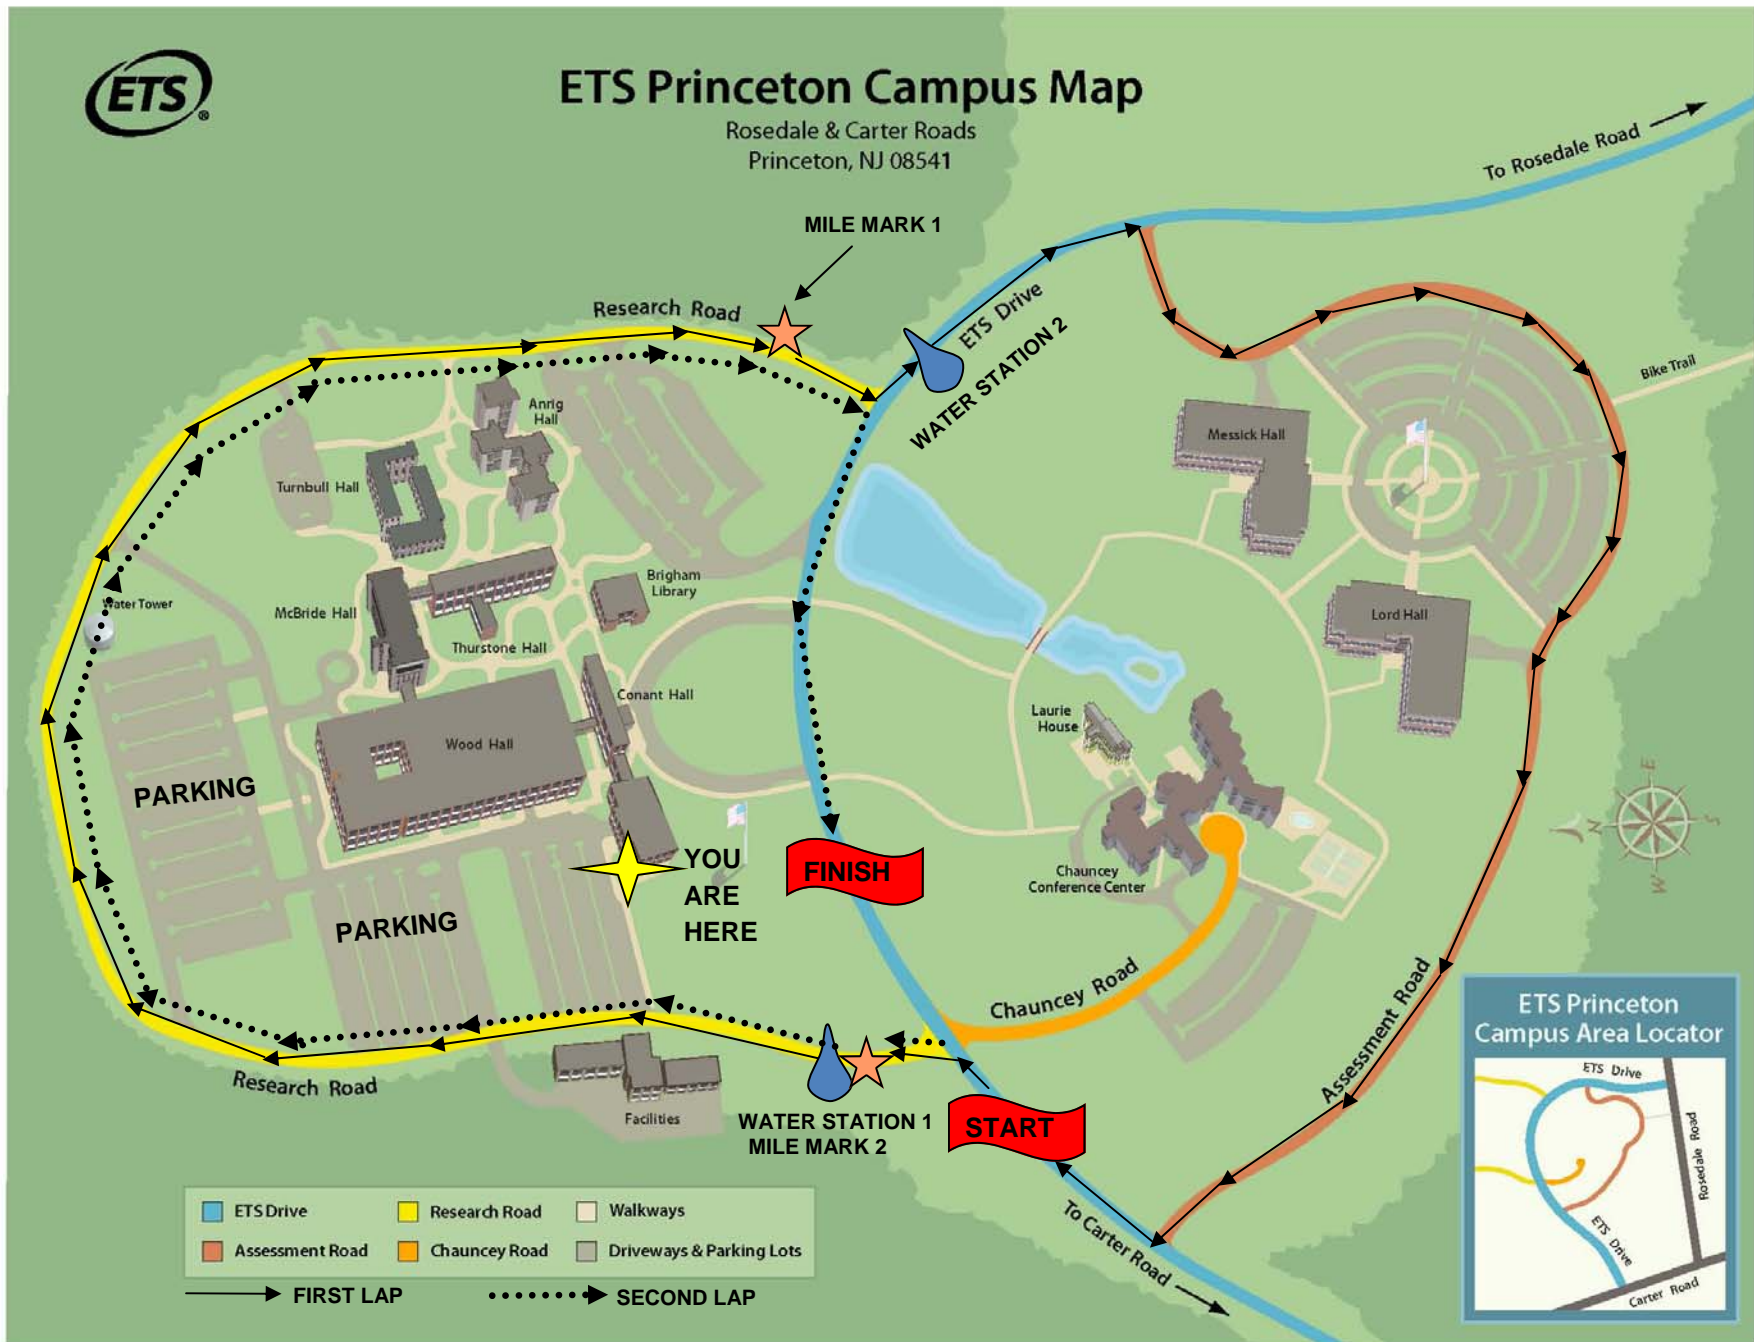 ETS®
ETS Princeton Campus Map
Rosedale & Carter Roads
Princeton, NJ 08541
To Rosedale Road
MILE MARK 1
Research Road
ETS Drive
WATER STATION 2
Bike Trail
Anrig
Hall
Messick Hall
Turnbull Hall
Brigham
Library
Water Tower
McBride Hall
Thurstone Hall
Lord Hall
Conant Hall
Laurie
House
Wood Hall
PARKING
E
N
S
W
YOU
ARE
HERE
FINISH
Chauncey
Conference Center
PARKING
Chauncey Road
Assessment Road
Research Road
Facilities
WATER STATION 1
MILE MARK 2
START
To Carter Road
ETS Princeton
Campus Area Locator
ETS Drive
Rosedale Road
ETS Drive
Carter Road
ETS Drive
Research Road
Walkways
Assessment Road
Chauncey Road
Driveways & Parking Lots
FIRST LAP
SECOND LAP